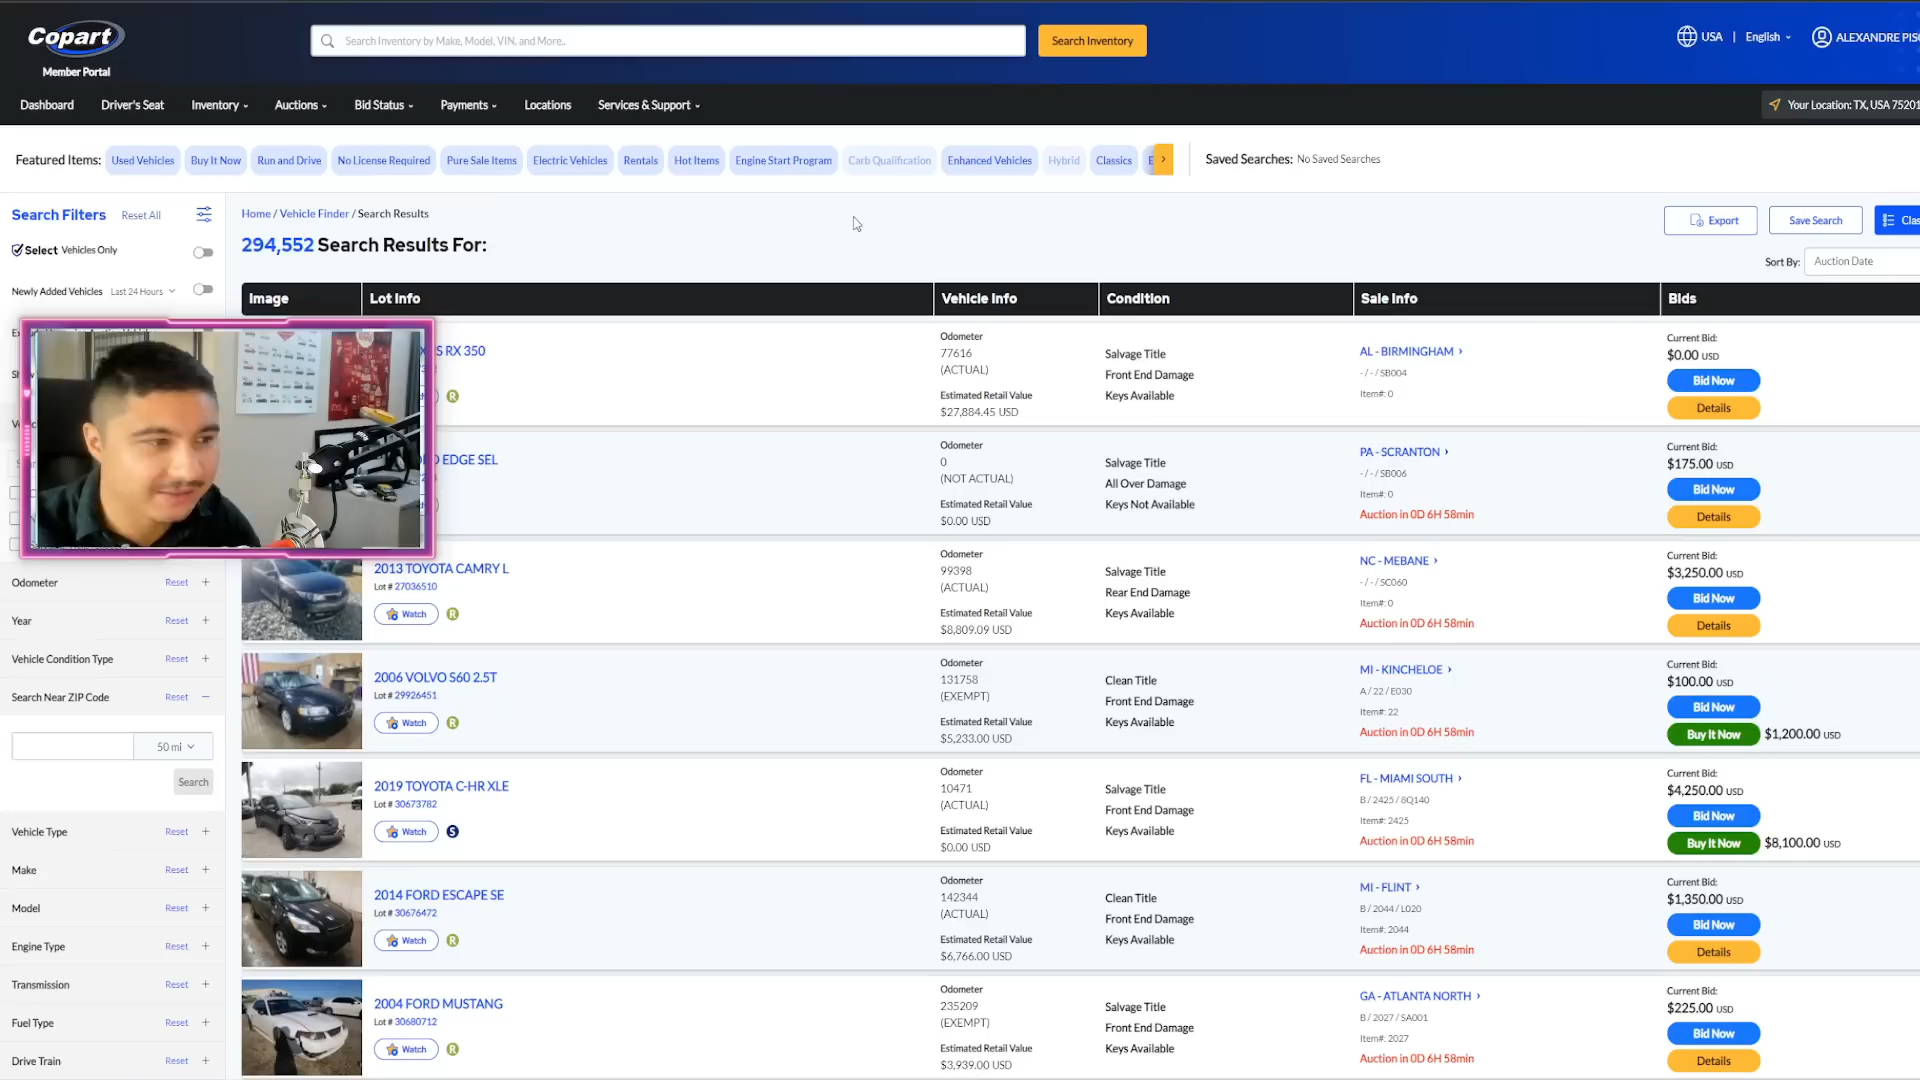 Copart
Member Portal
Search Inventory by Make, Model, VIN, and More..
Search Inventory
USA | English
ALEXANDRE
Dashboard Driver's Seat Inventory Auctions Bid Status Payments Locations Services & Support
Your Location: TX, USA 75201
Featured Items: Used Vehicles Buy It Now Run and Drive No License Required Pure Sale Items Electric Vehicles Rentals Hot Items Engine Start Program Carb Qualification Enhanced Vehicles Hybrid Classics
Saved Searches: No Saved Searches
Search Filters Reset All
Home / Vehicle Finder / Search Results
Export Save Search
294,552 Search Results For:
Select Vehicles Only
Sort By: Auction Date
Newly Added Vehicles Last 24 Hours
Image Lot Info Vehicle Info Condition Sale Info Bids
RX 350
Odometer
77616
(ACTUAL)
Estimated Retail Value
$27,884.45 USD
Salvage Title
Front End Damage
Keys Available
AL - BIRMINGHAM
- / - / SB004
Item#: 0
Current Bid:
$0.00 USD
Bid Now
Details
EDGE SEL
Odometer
0
(NOT ACTUAL)
Estimated Retail Value
$0.00 USD
Salvage Title
All Over Damage
Keys Not Available
PA - SCRANTON
- / - / SB006
Item#: 0
Auction in 0D 6H 58min
Current Bid:
$175.00 USD
Bid Now
Details
2013 TOYOTA CAMRY L
Lot # 27036510
Watch R
Odometer
99398
(ACTUAL)
Estimated Retail Value
$8,809.09 USD
Salvage Title
Rear End Damage
Keys Available
NC - MEBANE
- / - / SC060
Item#: 0
Auction in 0D 6H 58min
Current Bid:
$3,250.00 USD
Bid Now
Details
2006 VOLVO S60 2.5T
Lot # 29926451
Watch R
Odometer
131758
(EXEMPT)
Estimated Retail Value
$5,233.00 USD
Clean Title
Front End Damage
Keys Available
MI - KINCHELOE
A / 22 / E030
Item#: 22
Auction in 0D 6H 58min
Current Bid:
$100.00 USD
Bid Now
Buy It Now $1,200.00 USD
2019 TOYOTA C-HR XLE
Lot # 30673782
Watch S
Odometer
10471
(ACTUAL)
Estimated Retail Value
$0.00 USD
Salvage Title
Front End Damage
Keys Available
FL - MIAMI SOUTH
B / 2425 / 8Q140
Item#: 2425
Auction in 0D 6H 58min
Current Bid:
$4,250.00 USD
Bid Now
Buy It Now $8,100.00 USD
2014 FORD ESCAPE SE
Lot # 30676472
Watch R
Odometer
142344
(ACTUAL)
Estimated Retail Value
$6,766.00 USD
Clean Title
Front End Damage
Keys Available
MI - FLINT
B / 2044 / L020
Item#: 2044
Auction in 0D 6H 58min
Current Bid:
$1,350.00 USD
Bid Now
Details
2004 FORD MUSTANG
Lot # 30680712
Watch R
Odometer
235209
(EXEMPT)
Estimated Retail Value
$3,939.00 USD
Salvage Title
Front End Damage
Keys Available
GA - ATLANTA NORTH
B / 2027 / SA001
Item#: 2027
Auction in 0D 6H 58min
Current Bid:
$225.00 USD
Bid Now
Details
Odometer Reset +
Year Reset +
Vehicle Condition Type Reset +
Search Near ZIP Code Reset −
50 mi
Search
Vehicle Type Reset +
Make Reset +
Model Reset +
Engine Type Reset +
Transmission Reset +
Fuel Type Reset +
Drive Train Reset +